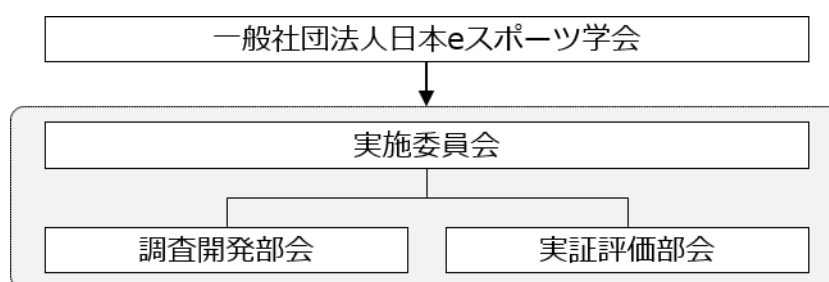 一般社団法人日本eスポーツ学会
実施委員会
調査開発部会
実証評価部会